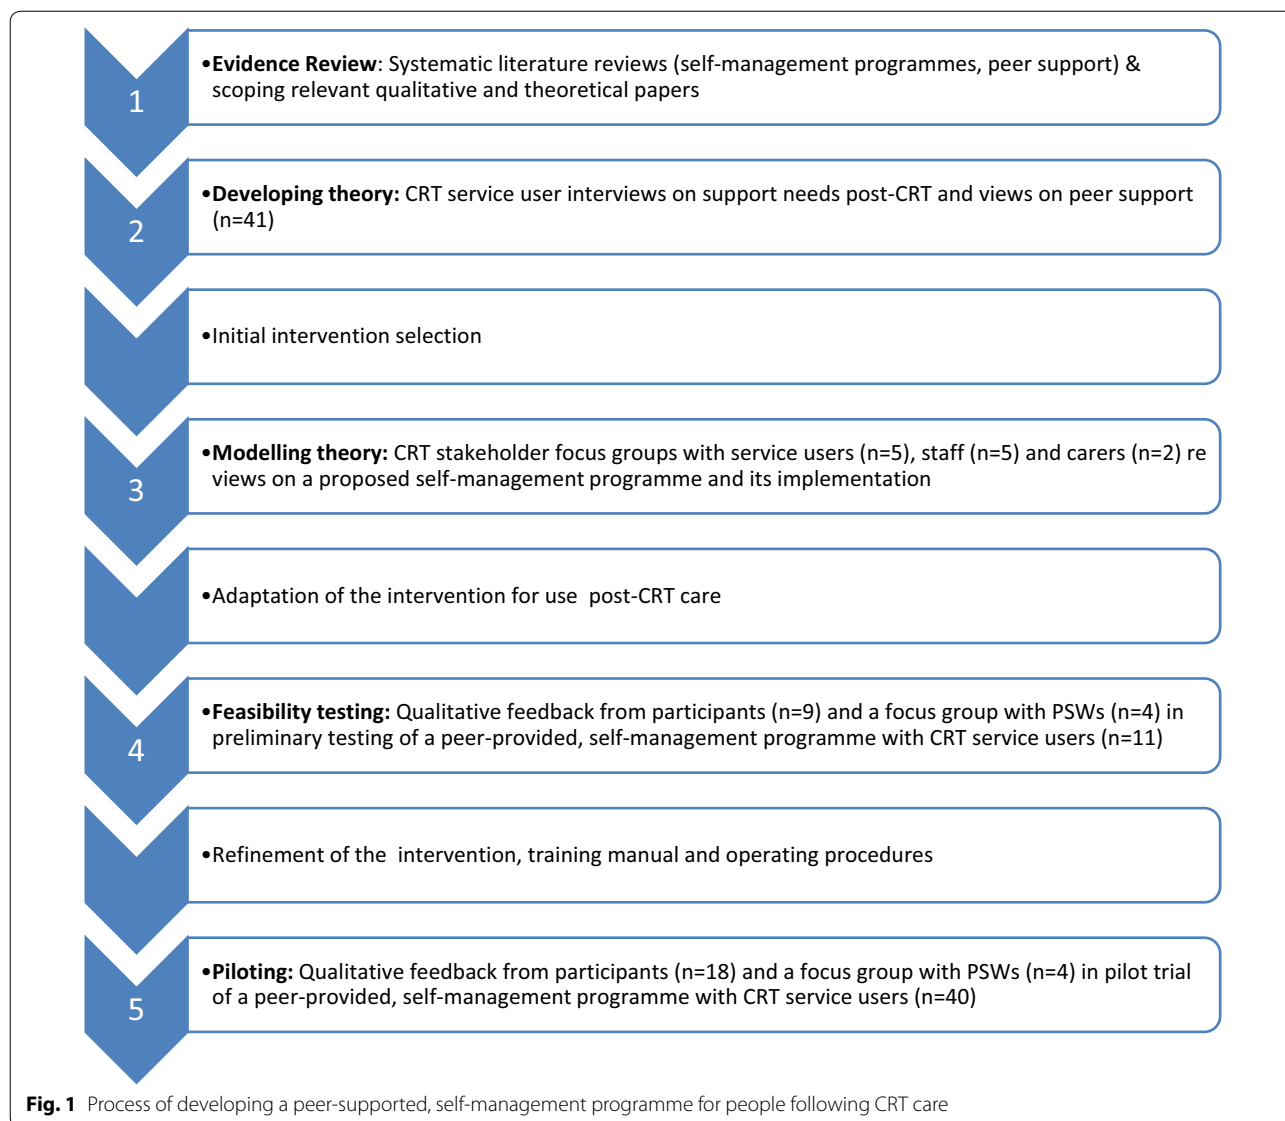 1
•Evidence Review: Systematic literature reviews (self-management programmes, peer support) &
scoping relevant qualitative and theoretical papers
2
•Developing theory: CRT service user interviews on support needs post-CRT and views on peer support
(n=41)
•Initial intervention selection
3
•Modelling theory: CRT stakeholder focus groups with service users (n=5), staff (n=5) and carers (n=2) re
views on a proposed self-management programme and its implementation
•Adaptation of the intervention for use  post-CRT care
4
•Feasibility testing: Qualitative feedback from participants (n=9) and a focus group with PSWs (n=4) in
preliminary testing of a peer-provided, self-management programme with CRT service users (n=11)
•Refinement of the  intervention, training manual and operating procedures
5
•Piloting: Qualitative feedback from participants (n=18) and a focus group with PSWs (n=4) in pilot trial
of a peer-provided, self-management programme with CRT service users (n=40)
Fig. 1 Process of developing a peer-supported, self-management programme for people following CRT care